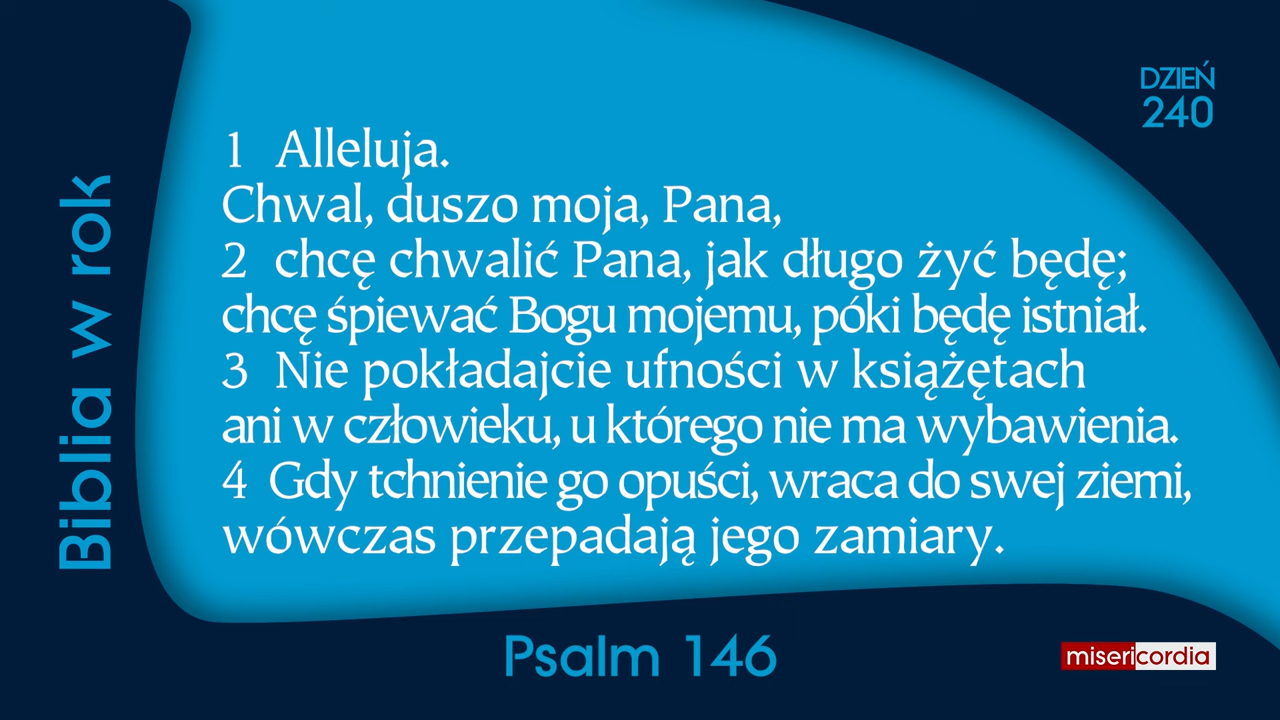 DZIEŃ
240
1 Alleluja.
Chwal, duszo moja, Pana,
2 chcę chwalić Pana, jak długo żyć będę;
chcę śpiewać Bogu mojemu, póki będę istniał.
3 Nie pokładajcie ufności w książętach
ani w człowieku, u którego nie ma wybawienia.
4 Gdy tchnienie go opuści, wraca do swej ziemi,
wówczas przepadają jego zamiary.
Biblia w rok
Psalm 146
misericordia